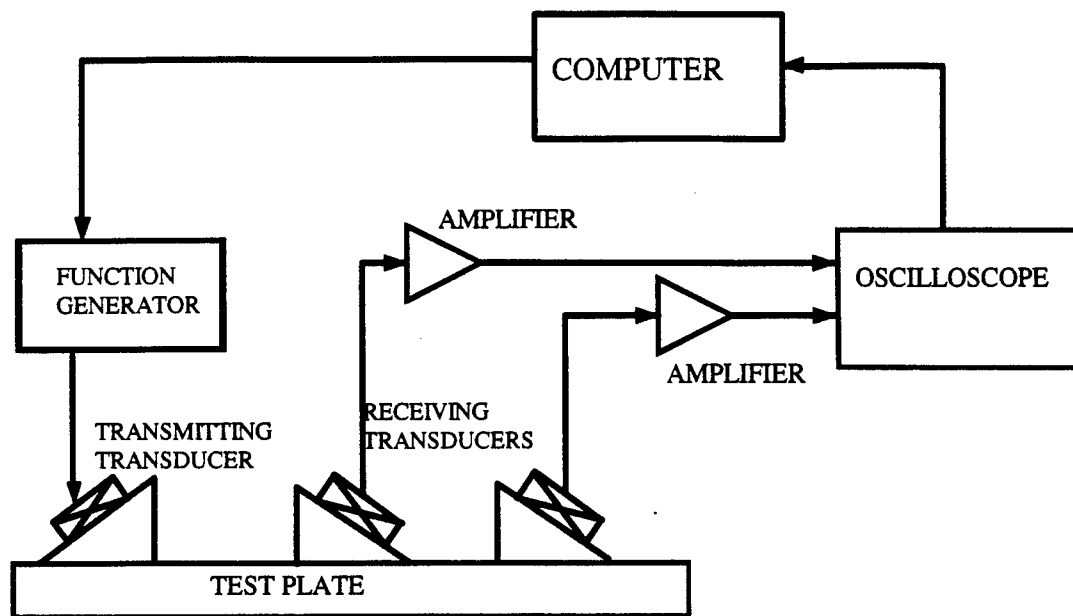 COMPUTER
AMPLIFIER
FUNCTION
GENERATOR
OSCILLOSCOPE
AMPLIFIER
RECEIVING
TRANSDUCERS
TRANSMITTING
TRANSDUCER
TEST PLATE